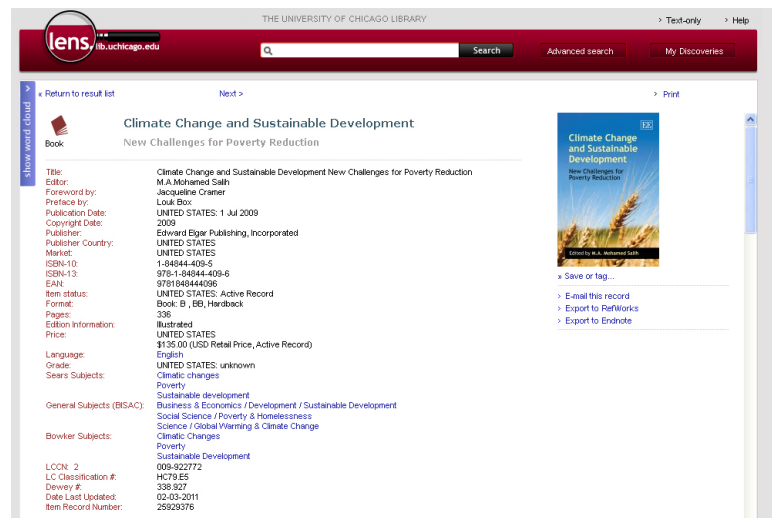 THE UNIVERSITY OF CHICAGO LIBRARY
> Text-only
> Help
lens. lib.uchicago.edu
Search
Advanced search
My Discoveries
show word cloud >
« Return to result list
Next >
> Print
Book
Climate Change and Sustainable Development
New Challenges for Poverty Reduction
Title: Climate Change and Sustainable Development New Challenges for Poverty Reduction
Editor: M.A.Mohamed Salih
Foreword by: Jacqueline Cramer
Preface by: Louk Box
Publication Date: UNITED STATES: 1 Jul 2009
Copyright Date: 2009
Publisher: Edward Elgar Publishing, Incorporated
Publisher Country: UNITED STATES
Market: UNITED STATES
ISBN-10: 1-84844-409-5
ISBN-13: 978-1-84844-409-6
EAN: 9781848444096
Item status: UNITED STATES: Active Record
Format: Book: B , BB, Hardback
Pages: 336
Edition Information: Illustrated
Price: UNITED STATES
$135.00 (USD Retail Price, Active Record)
Language: English
Grade: UNITED STATES: unknown
Sears Subjects: Climatic changes
Poverty
Sustainable development
General Subjects (BISAC): Business & Economics / Development / Sustainable Development
Social Science / Poverty & Homelessness
Science / Global Warming & Climate Change
Bowker Subjects: Climatic Changes
Poverty
Sustainable Development
LCCN: 2 009-922772
LC Classification #: HC79.E5
Dewey #: 338.927
Date Last Updated: 02-03-2011
Item Record Number: 25929376
EE
Climate Change
and Sustainable
Development
New Challenges for
Poverty Reduction
Edited by M.A. Mohamed Salih
» Save or tag...
> E-mail this record
> Export to RefWorks
> Export to Endnote